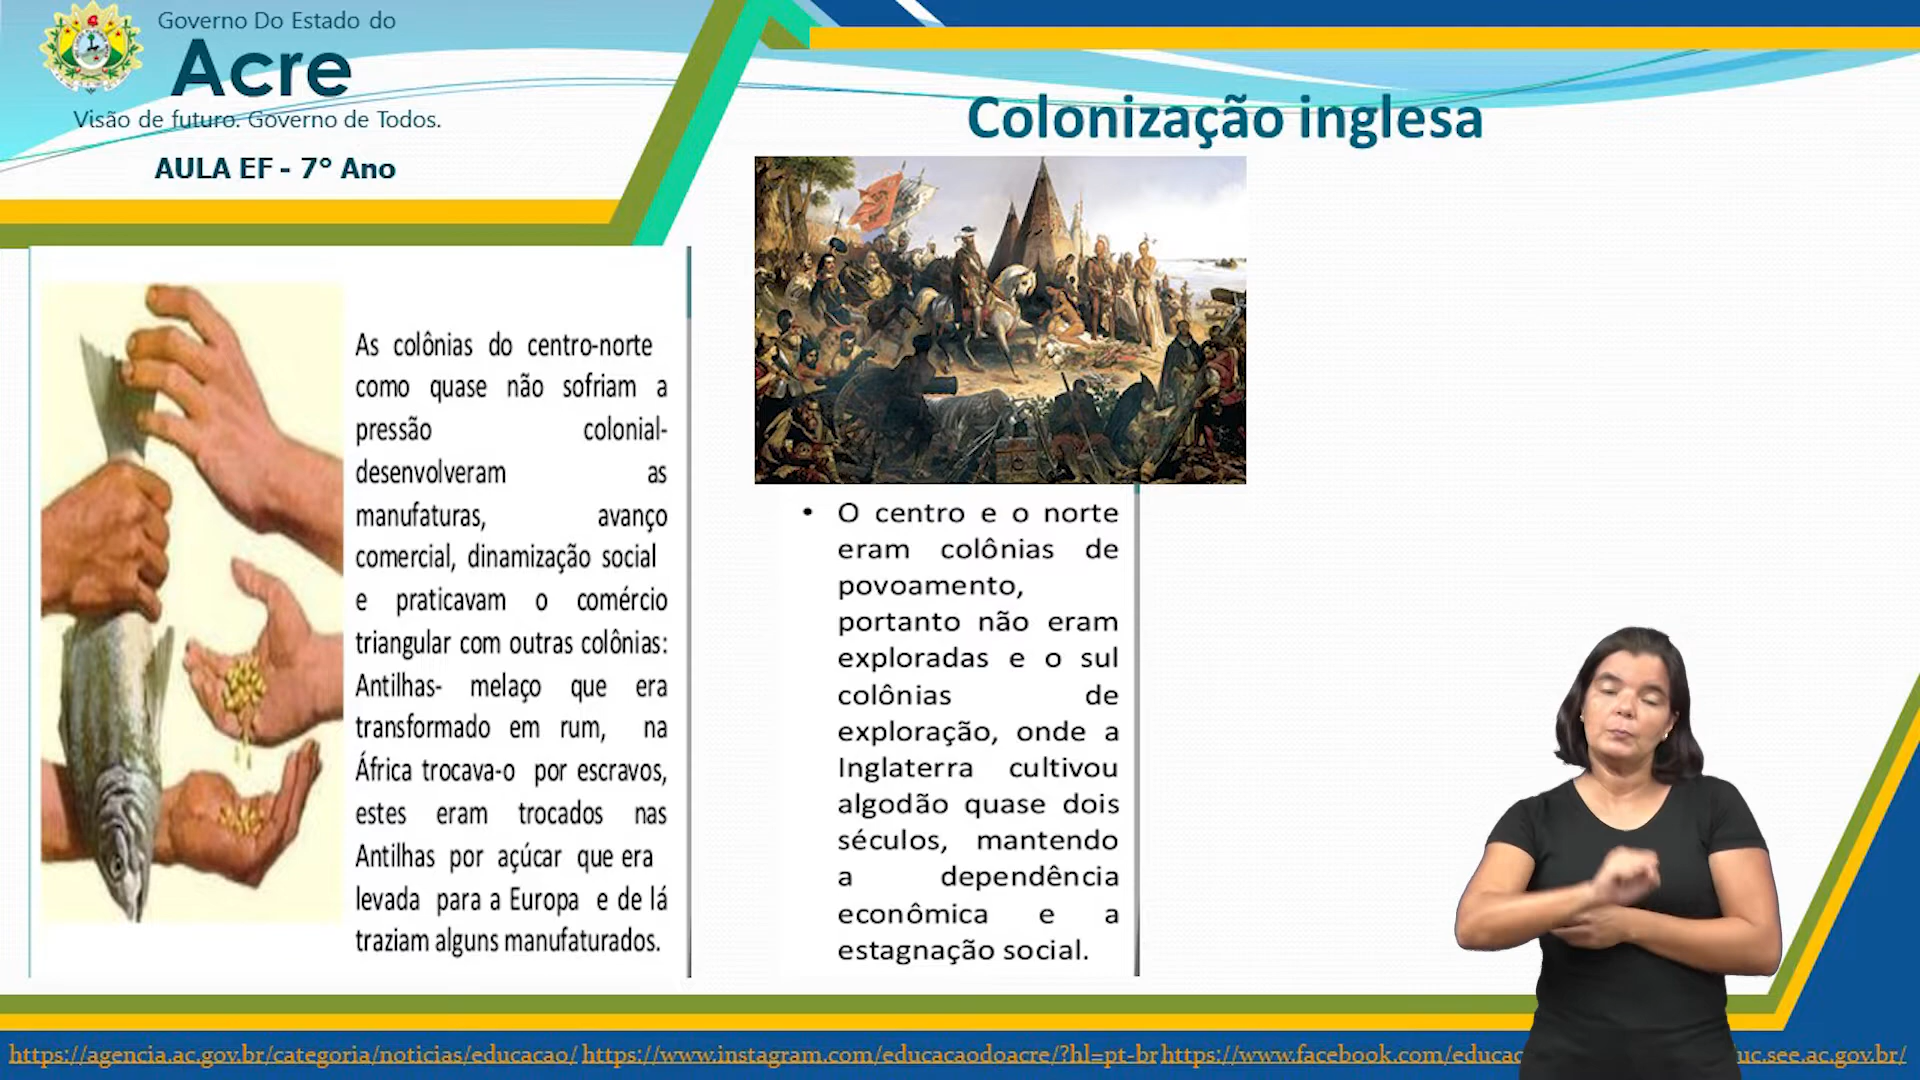 Governo Do Estado do
Acre
Visão de futuro. Governo de Todos.
AULA EF - 7° Ano
Colonização inglesa
As colônias do centro-norte
como quase não sofriam a
pressão colonial-
desenvolveram as
manufaturas, avanço
comercial, dinamização social
e praticavam o comércio
triangular com outras colônias:
Antilhas- melaço que era
transformado em rum, na
África trocava-o por escravos,
estes eram trocados nas
Antilhas por açúcar que era
levada para a Europa e de lá
traziam alguns manufaturados.
• O centro e o norte
eram colônias de
povoamento,
portanto não eram
exploradas e o sul
colônias de
exploração, onde a
Inglaterra cultivou
algodão quase dois
séculos, mantendo
a dependência
econômica e a
estagnação social.
https://agencia.ac.gov.br/categoria/noticias/educacao/ https://www.instagram.com/educacaodoacre/?hl=pt-br https://www.facebook.com/educac uc.see.ac.gov.br/